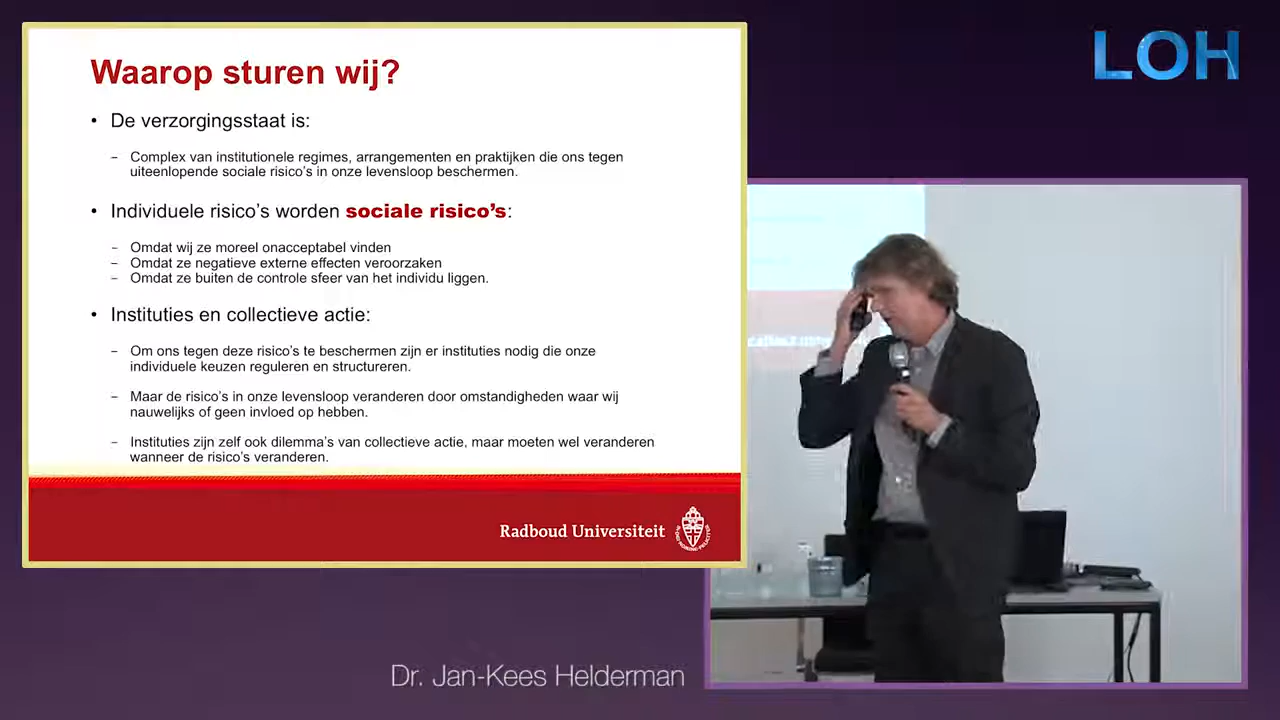 Waarop sturen wij?
• De verzorgingsstaat is:
– Complex van institutionele regimes, arrangementen en praktijken die ons tegen
uiteenlopende sociale risico's in onze levensloop beschermen.
• Individuele risico's worden sociale risico's:
– Omdat wij ze moreel onacceptabel vinden
– Omdat ze negatieve externe effecten veroorzaken
– Omdat ze buiten de controle sfeer van het individu liggen.
• Instituties en collectieve actie:
– Om ons tegen deze risico's te beschermen zijn er instituties nodig die onze
individuele keuzen reguleren en structureren.
– Maar de risico's in onze levensloop veranderen door omstandigheden waar wij
nauwelijks of geen invloed op hebben.
– Instituties zijn zelf ook dilemma's van collectieve actie, maar moeten wel veranderen
wanneer de risico's veranderen.
Radboud Universiteit
LOH
Dr. Jan-Kees Helderman